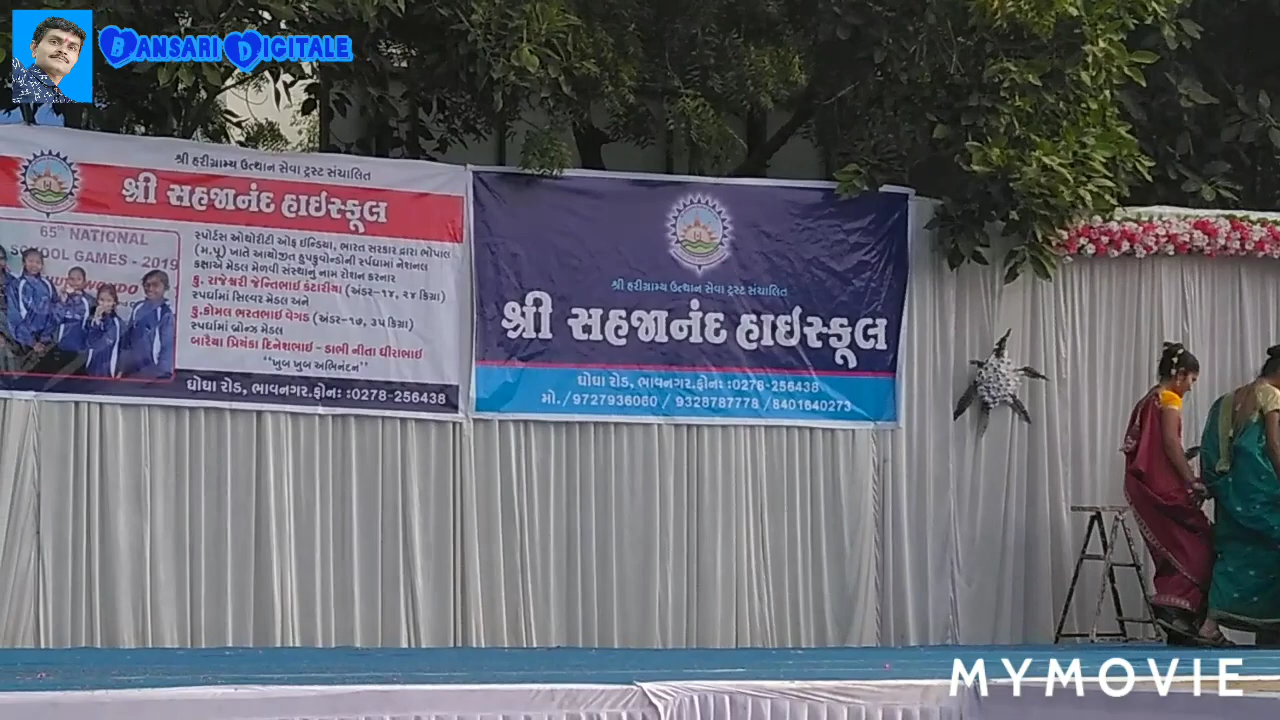 BANSARI DIGITALE
શ્રી હરીગ્રામ્ય ઉત્થાન સેવા ટ્રસ્ટ સંચાલિત
શ્રી સહજાનંદ હાઇસ્કૂલ
65th NATIONAL
SCHOOL GAMES - 2019
સ્પોર્ટસ ઓથોરીટી ઓફ ઇન્ડિયા, ભારત સરકાર દ્વારા ભોપાલ
(મ.પૂ) ખાતે આયોજીત હુપકુવોન્ડોની સ્પર્ધામાં નેશનલ
કક્ષાએ મેડલ મેળવી સંસ્થાનું નામ રોશન કરનાર
કુ. રાજેશ્વરી જેન્તિભાઇ કંટારીયા (અંડર-૧૪, ૨૪ કિગ્રા)
સ્પર્ધામાં સિલ્વર મેડલ અને
કુ.કોમલ ભરતભાઇ વેગડ (અંડર-૧૭, ૩૫ કિગ્રા)
સ્પર્ધામાં બ્રોન્ઝ મેડલ
બારૈયા પ્રિયંકા દિનેશભાઇ - ડાભી નીતા ધીરાભાઇ
"ખુબ ખુબ અભિનંદન"
ઘોઘા રોડ, ભાવનગર.ફોનઃ :0278-256438
શ્રી હરીગ્રામ્ય ઉત્થાન સેવા ટ્રસ્ટ સંચાલિત
શ્રી સહજાનંદ હાઇસ્કૂલ
ઘોઘા રોડ, ભાવનગર.ફોનઃ :0278-256438
મો./9727936060 / 9328787778 /8401640273
MYMOVIE